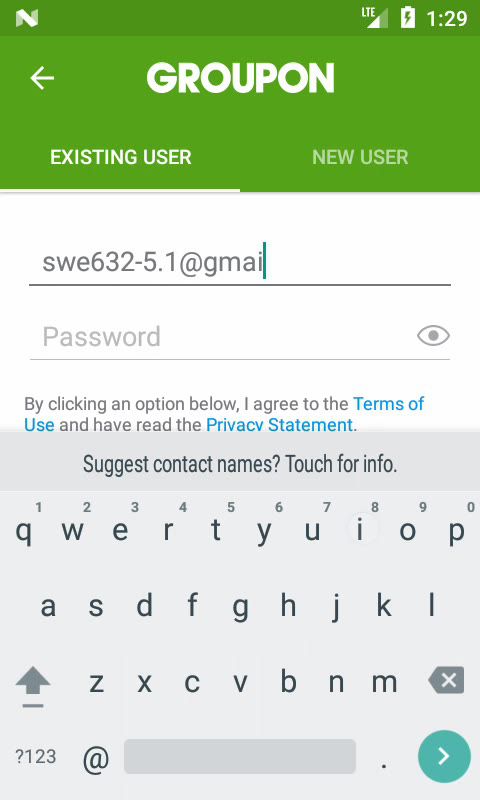 LTE 1:29
GROUPON
EXISTING USER NEW USER
swe632-5.1@gmai
Password
By clicking an option below, I agree to the Terms of
Use and have read the Privacy Statement.
Suggest contact names? Touch for info.
1 2 3 4 5 6 7 8 9 0
q w e r t y u i o p
a s d f g h j k l
z x c v b n m
?123 @ .